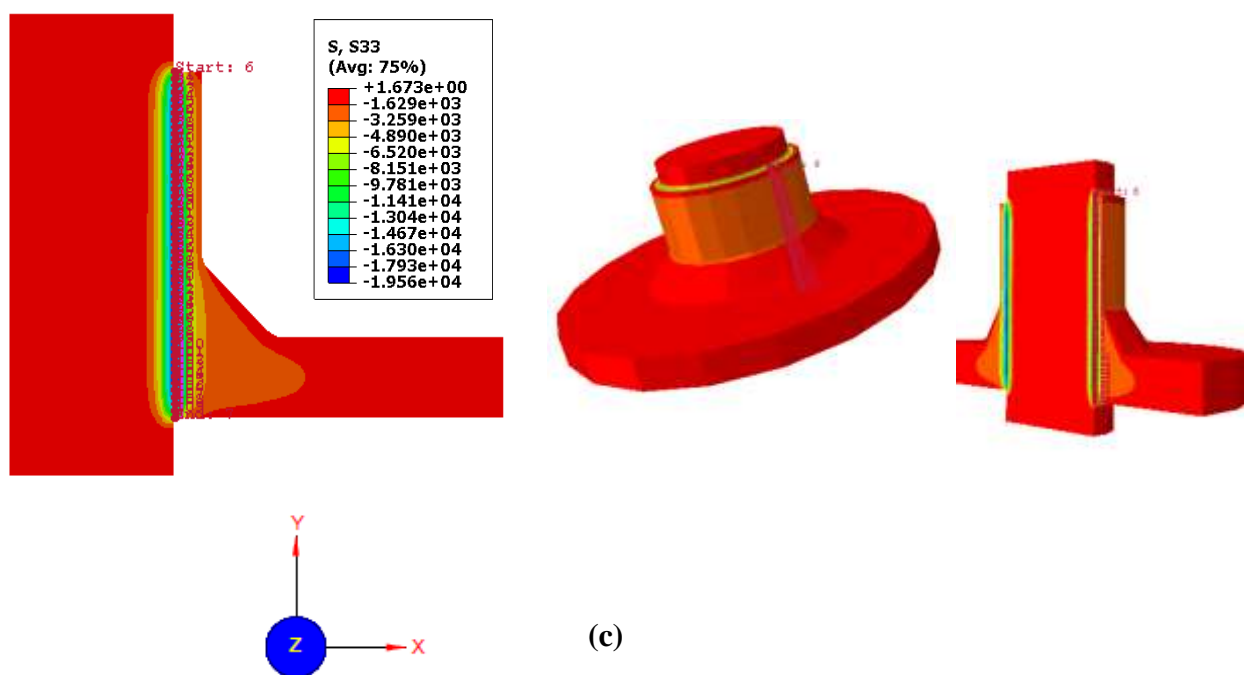 Start: 6
S, S33
(Avg: 75%)
+1.673e+00
-1.629e+03
-3.259e+03
-4.890e+03
-6.520e+03
-8.151e+03
-9.781e+03
-1.141e+04
-1.304e+04
-1.467e+04
-1.630e+04
-1.793e+04
-1.956e+04
Y
Z
X
(c)